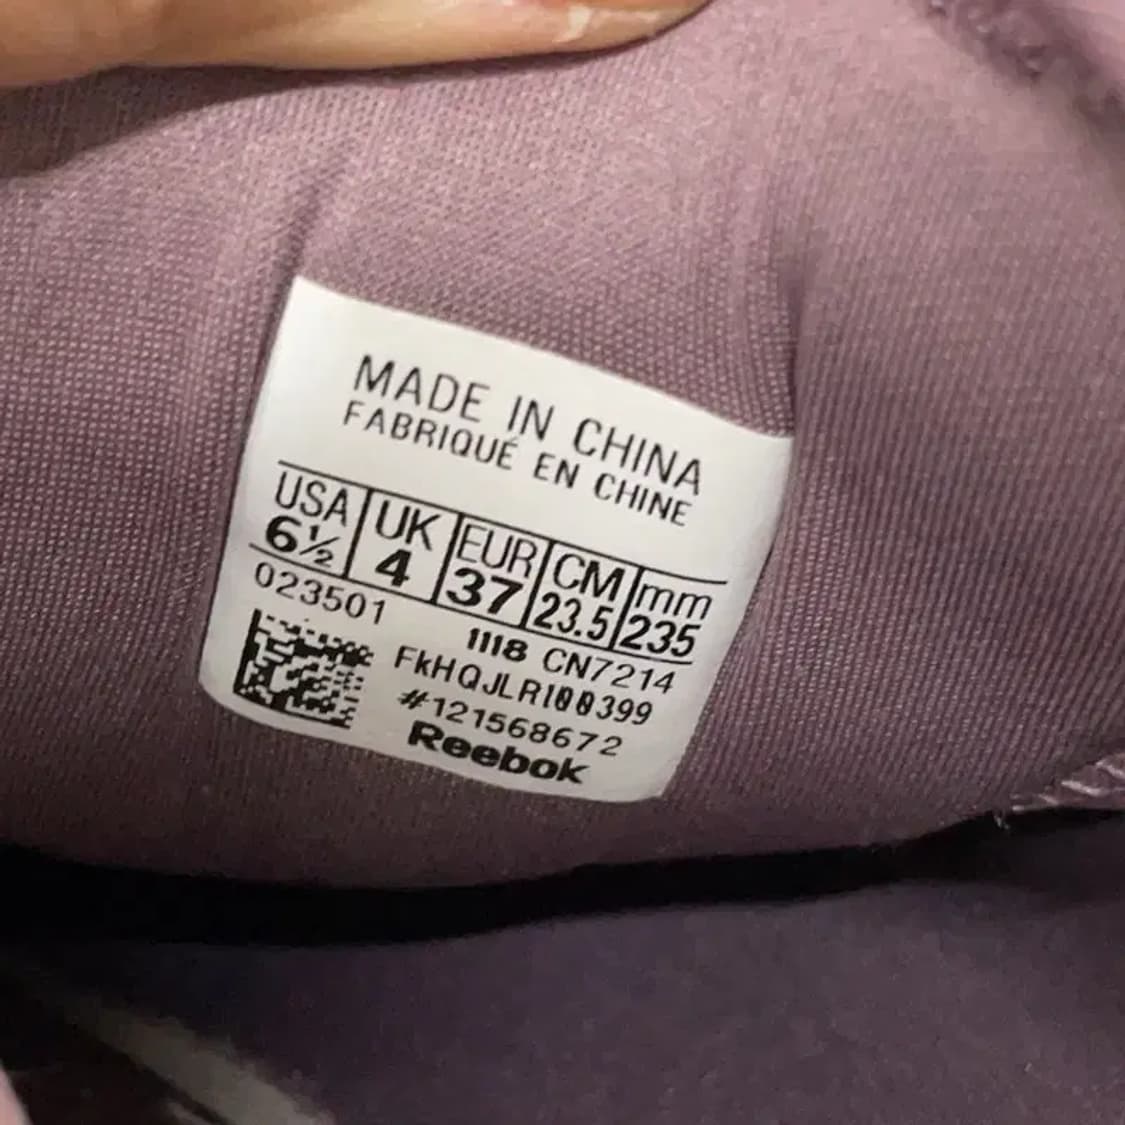 MADE IN CHINA
FABRIQUÉ EN CHINE
USA UK EUR CM mm
6½ 4 37 23.5 235
023501 1118 CN7214
FkHQJLR100399
#121568672
Reebok